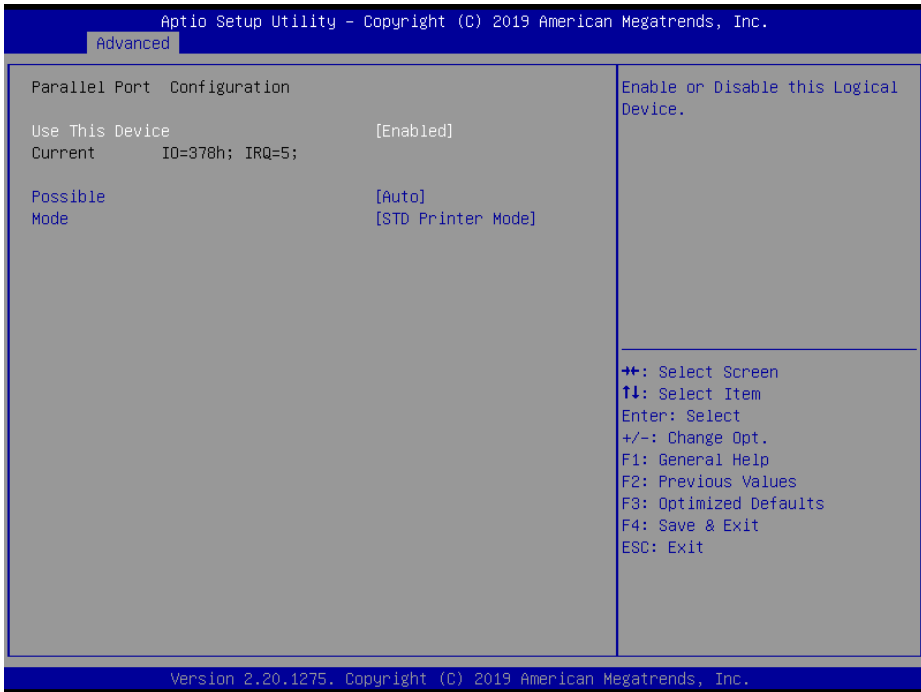 Aptio Setup Utility – Copyright (C) 2019 American Megatrends, Inc.
Advanced
Parallel Port Configuration
Use This Device [Enabled]
Current IO=378h; IRQ=5;
Possible [Auto]
Mode [STD Printer Mode]
Enable or Disable this Logical
Device.
→←: Select Screen
↑↓: Select Item
Enter: Select
+/-: Change Opt.
F1: General Help
F2: Previous Values
F3: Optimized Defaults
F4: Save & Exit
ESC: Exit
Version 2.20.1275. Copyright (C) 2019 American Megatrends, Inc.